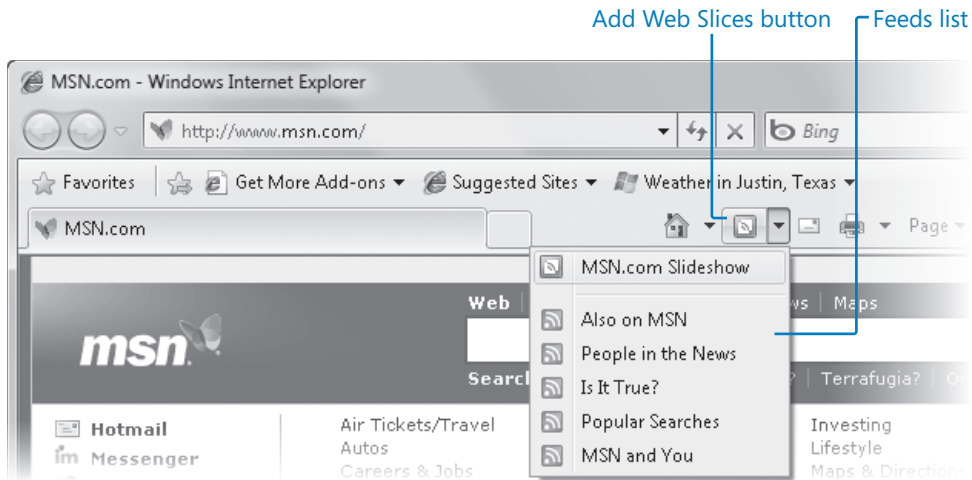 Add Web Slices button
Feeds list
MSN.com - Windows Internet Explorer
http://www.msn.com/
Bing
Favorites
Get More Add-ons
Suggested Sites
Weather in Justin, Texas
MSN.com
Page
MSN.com Slideshow
Web
Maps
Also on MSN
msn
People in the News
Is It True?
Terrafugia?
Popular Searches
MSN and You
Hotmail
Messenger
Air Tickets/Travel
Autos
Careers & Jobs
Investing
Lifestyle
Maps & Directions